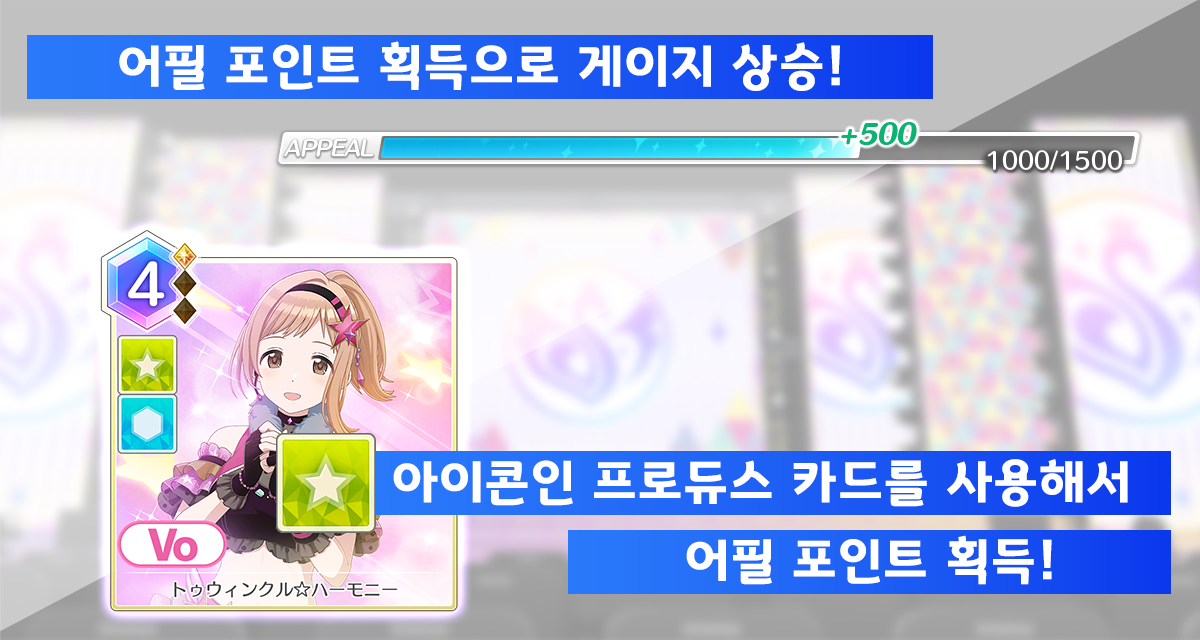 어필 포인트 획득으로 게이지 상승!
APPEAL
+500
1000/1500
4
아이콘인 프로듀스 카드를 사용해서
Vo
어필 포인트 획득!
トゥウィンクル☆ハーモニー